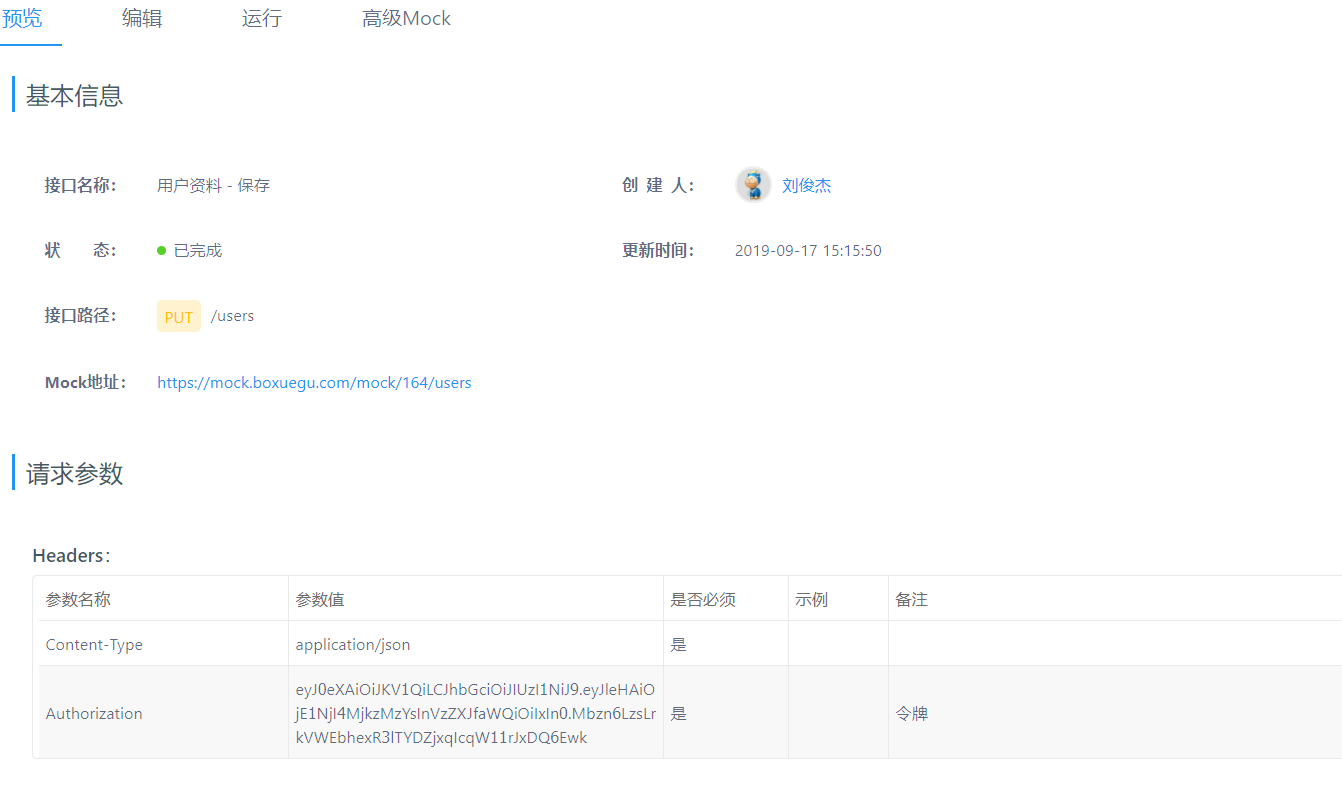 预览 编辑 运行 高级Mock
基本信息
接口名称： 用户资料 - 保存 创 建 人： 刘俊杰
状 态： 已完成 更新时间： 2019-09-17 15:15:50
接口路径： PUT /users
Mock地址： https://mock.boxuegu.com/mock/164/users
请求参数
Headers：
参数名称 参数值 是否必须 示例 备注
Content-Type application/json 是
Authorization eyJ0eXAiOiJKV1QiLCJhbGciOiJIUzI1NiJ9.eyJleHAiO
jE1NjI4MjkzMzYsInVzZXJfaWQiOiIxIn0.Mbzn6LzsLr 是 令牌
kVWEbhexR3lTYDZjxqIcqW11rJxDQ6Ewk